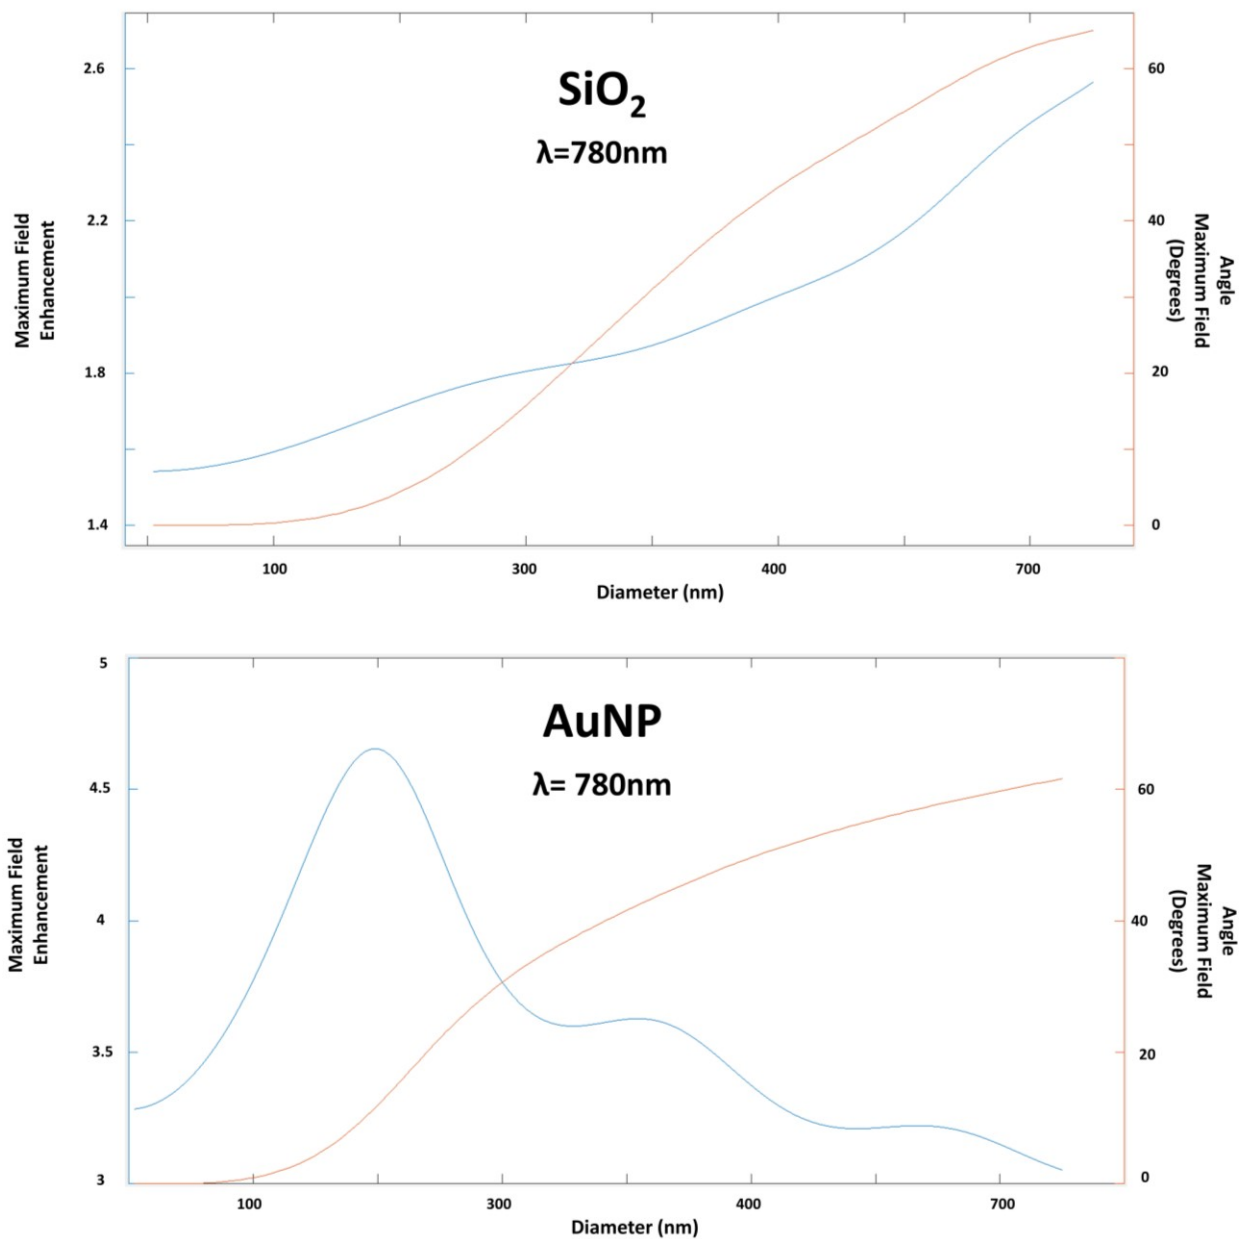 SiO₂
λ=780nm
2.6
2.2
1.8
1.4
Maximum Field
Enhancement
60
40
20
0
Angle
Maximum Field
(Degrees)
100
300
400
700
Diameter (nm)
AuNP
λ= 780nm
5
4.5
4
3.5
3
Maximum Field
Enhancement
60
40
20
0
Angle
Maximum Field
(Degrees)
100
300
400
700
Diameter (nm)